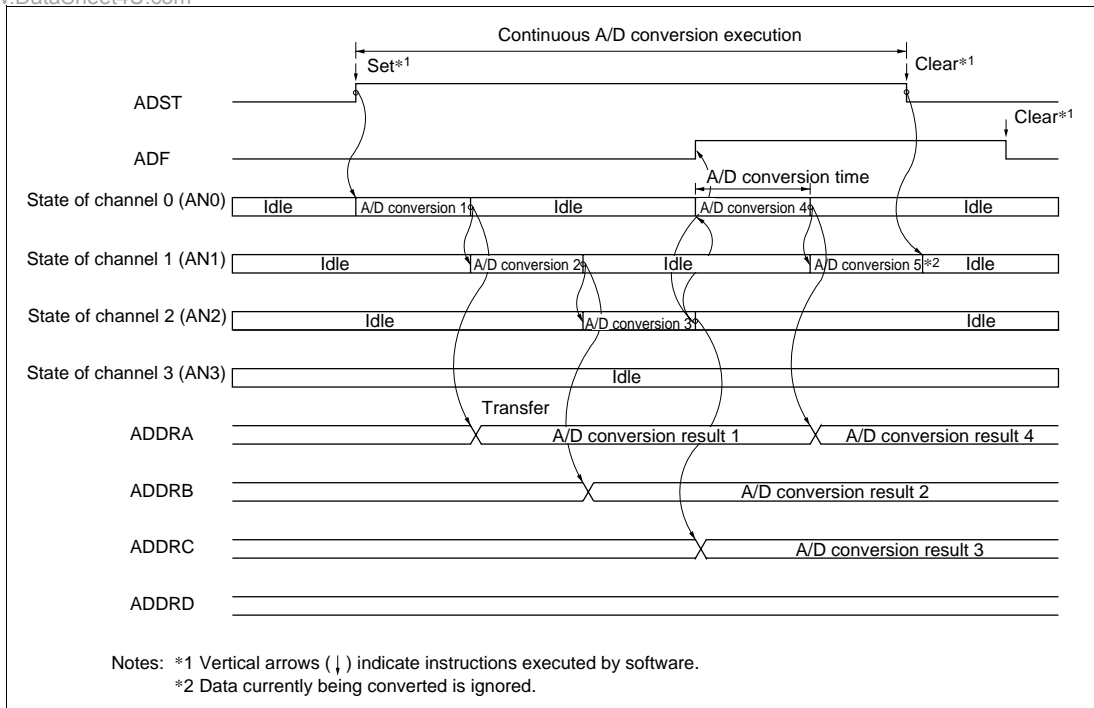 w.DataSheet4U.com
Continuous A/D conversion execution
Set*1
Clear*1
ADST
Clear*1
ADF
A/D conversion time
State of channel 0 (AN0)
Idle
A/D conversion 1
Idle
A/D conversion 4
Idle
State of channel 1 (AN1)
Idle
A/D conversion 2
Idle
A/D conversion 5
*2
Idle
State of channel 2 (AN2)
Idle
A/D conversion 3
Idle
State of channel 3 (AN3)
Idle
Transfer
ADDRA
A/D conversion result 1
A/D conversion result 4
ADDRB
A/D conversion result 2
ADDRC
A/D conversion result 3
ADDRD
Notes: *1 Vertical arrows (↓) indicate instructions executed by software.
*2 Data currently being converted is ignored.